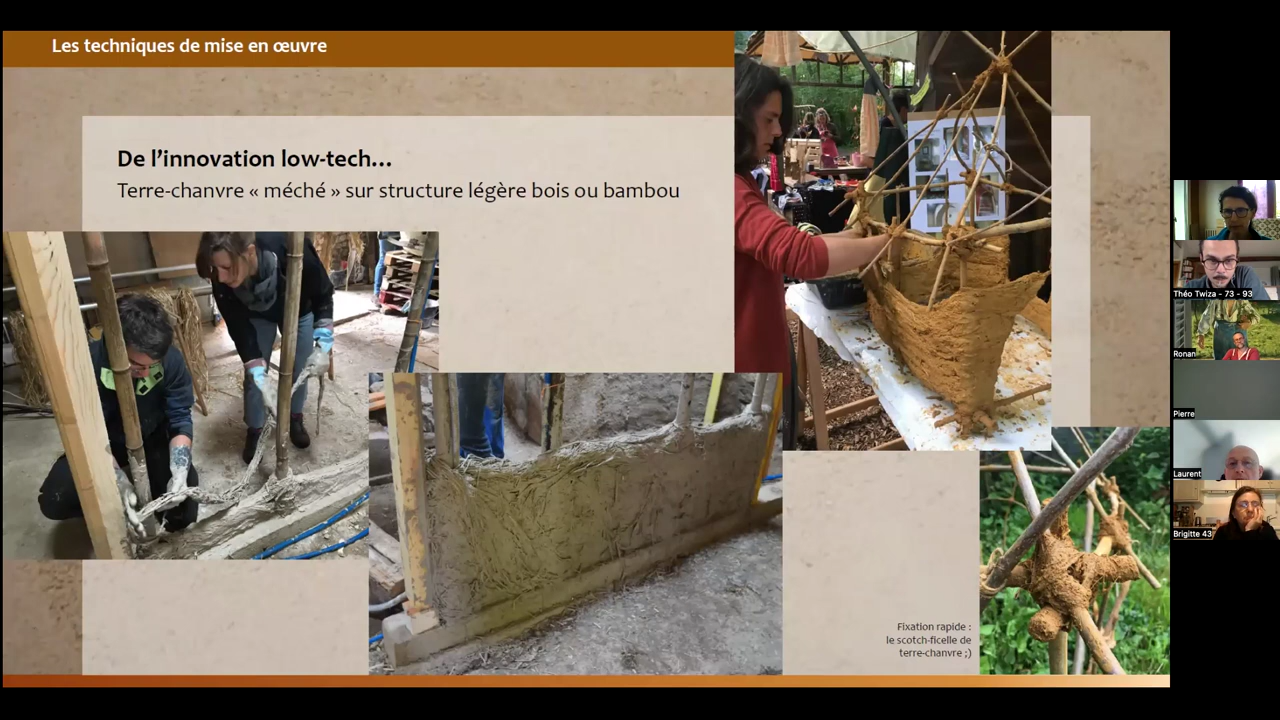 Les techniques de mise en œuvre
De l’innovation low-tech…
Terre-chanvre « méché » sur structure légère bois ou bambou
Fixation rapide :
le scotch-ficelle de
terre-chanvre ;)
Théo Twiza - 73 - 93
Ronan
Pierre
Laurent
Brigitte 43